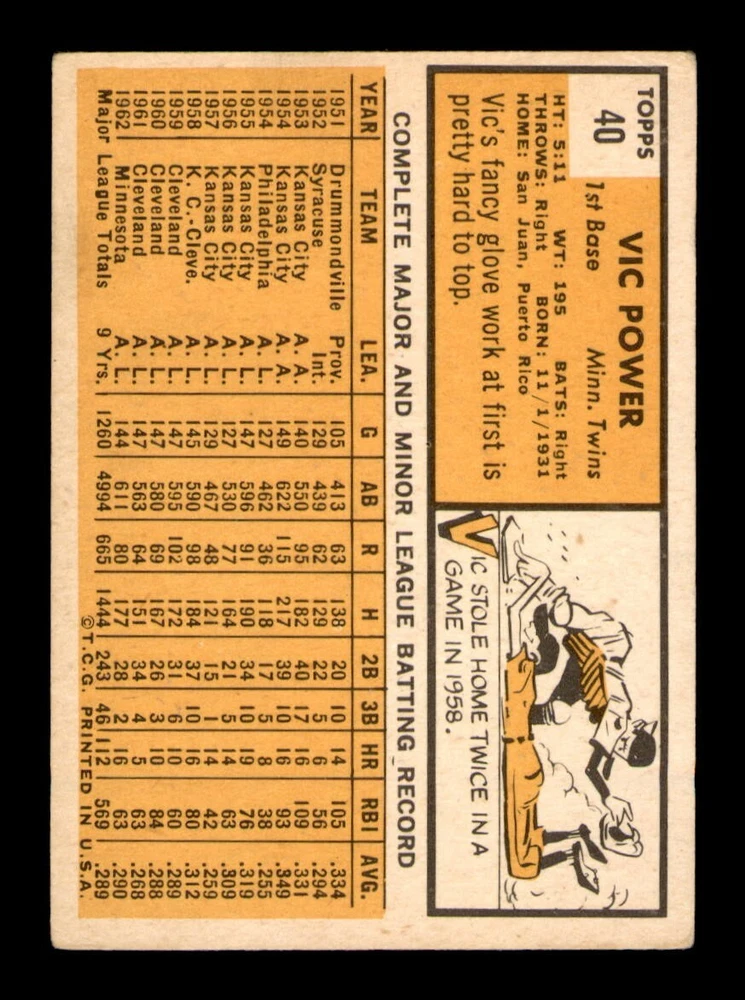 TOPPS
40
VIC POWER
1st Base Minn. Twins
HT: 5:11 WT: 195 BATS: Right
THROWS: Right BORN: 11/1/1931
HOME: San Juan, Puerto Rico
Vic's fancy glove work at first is
pretty hard to top.
VIC STOLE HOME TWICE IN A
GAME IN 1958.
COMPLETE MAJOR AND MINOR LEAGUE BATTING RECORD
YEAR TEAM LEA. G AB R H 2B 3B HR RBI AVG.
1951 Drummondville Prov. 105 413 63 138 20 10 14 105 .334
1952 Syracuse Int. 129 439 62 129 22 5 6 56 .294
1953 Kansas City A. A. 140 550 95 182 40 17 16 109 .331
1954 Kansas City A. A. 149 622 115 217 39 10 16 93 .349
1954 Philadelphia A. L. 127 462 36 118 17 5 8 38 .255
1955 Kansas City A. L. 147 596 91 190 34 10 19 76 .319
1956 Kansas City A. L. 127 530 77 164 21 5 14 63 .309
1957 Kansas City A. L. 129 467 48 121 15 1 14 42 .259
1958 K. C.-Cleve. A. L. 145 590 98 184 37 10 16 80 .312
1959 Cleveland A. L. 147 595 102 172 31 6 10 60 .289
1960 Cleveland A. L. 147 580 69 167 26 3 10 84 .288
1961 Cleveland A. L. 147 563 64 151 34 4 5 63 .268
1962 Minnesota A. L. 144 611 80 177 28 2 16 63 .290
Major League Totals 9 Yrs. 1260 4994 665 1444 243 46 112 569 .289
©T.C.G. PRINTED IN U.S.A.